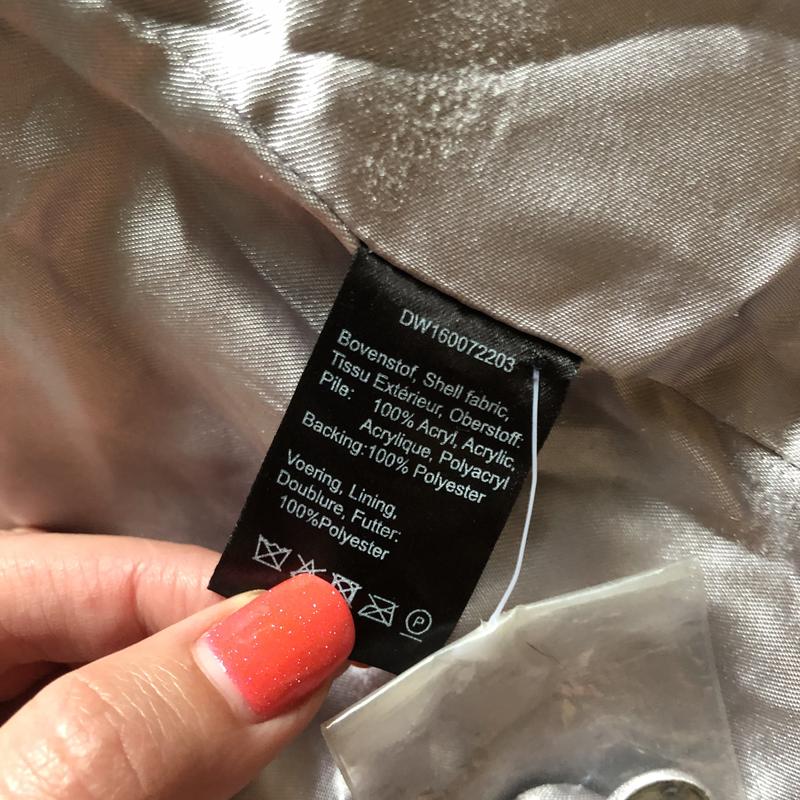 DW160072203
Bovenstof, Shell fabric,
Tissu Extérieur, Oberstoff:
Pile: 100% Acryl, Acrylic,
Acrylique, Polyacryl
Backing:100% Polyester
Voering, Lining,
Doublure, Futter:
100%Polyester
P